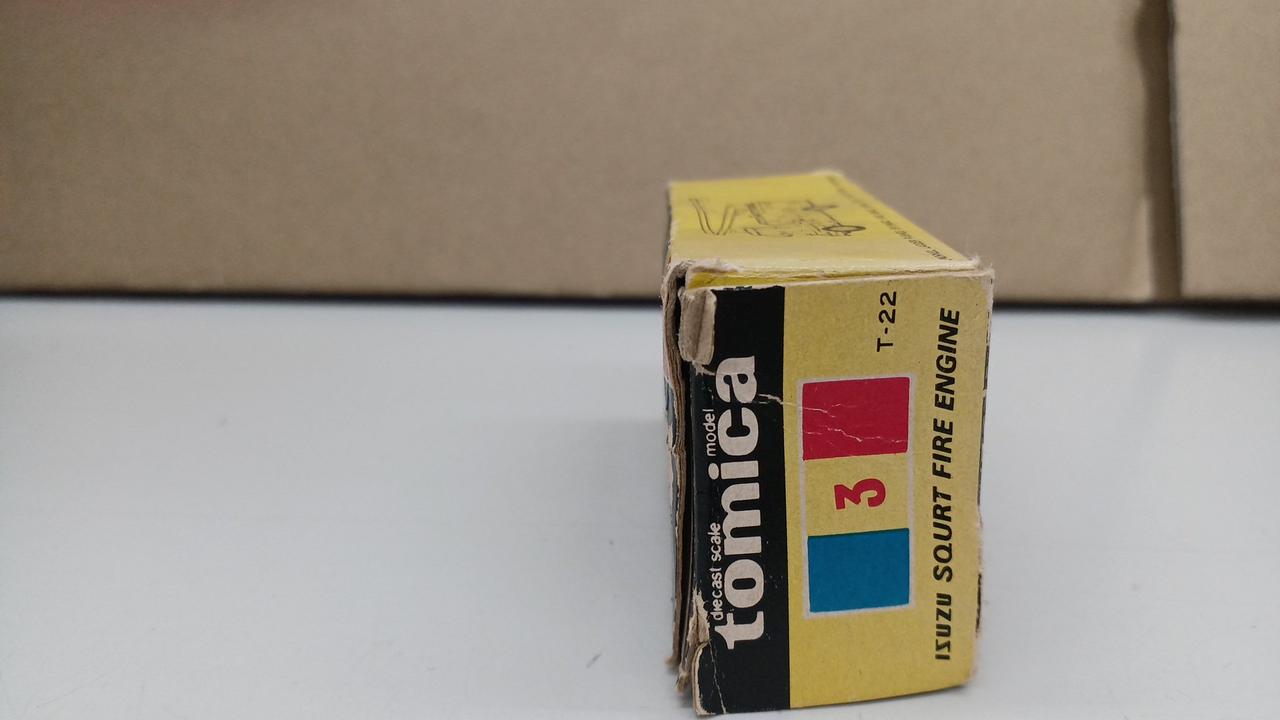 diecast scale model
tomica
3
T-22
ISUZU SQURT FIRE ENGINE